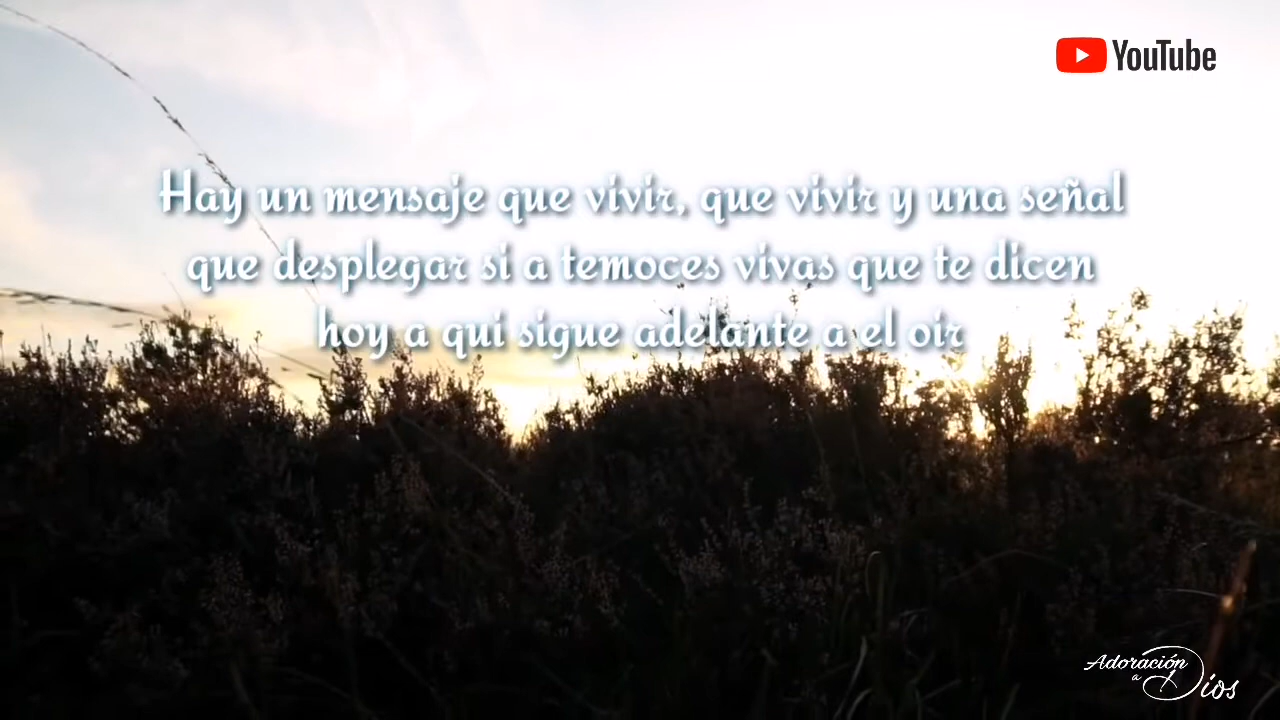 YouTube
Hay un mensaje que vivir, que vivir y una señal
que desplegar si a temoces vivas que te dicen
hoy a qui sigue adelante a el oir
Adoración
a Dios